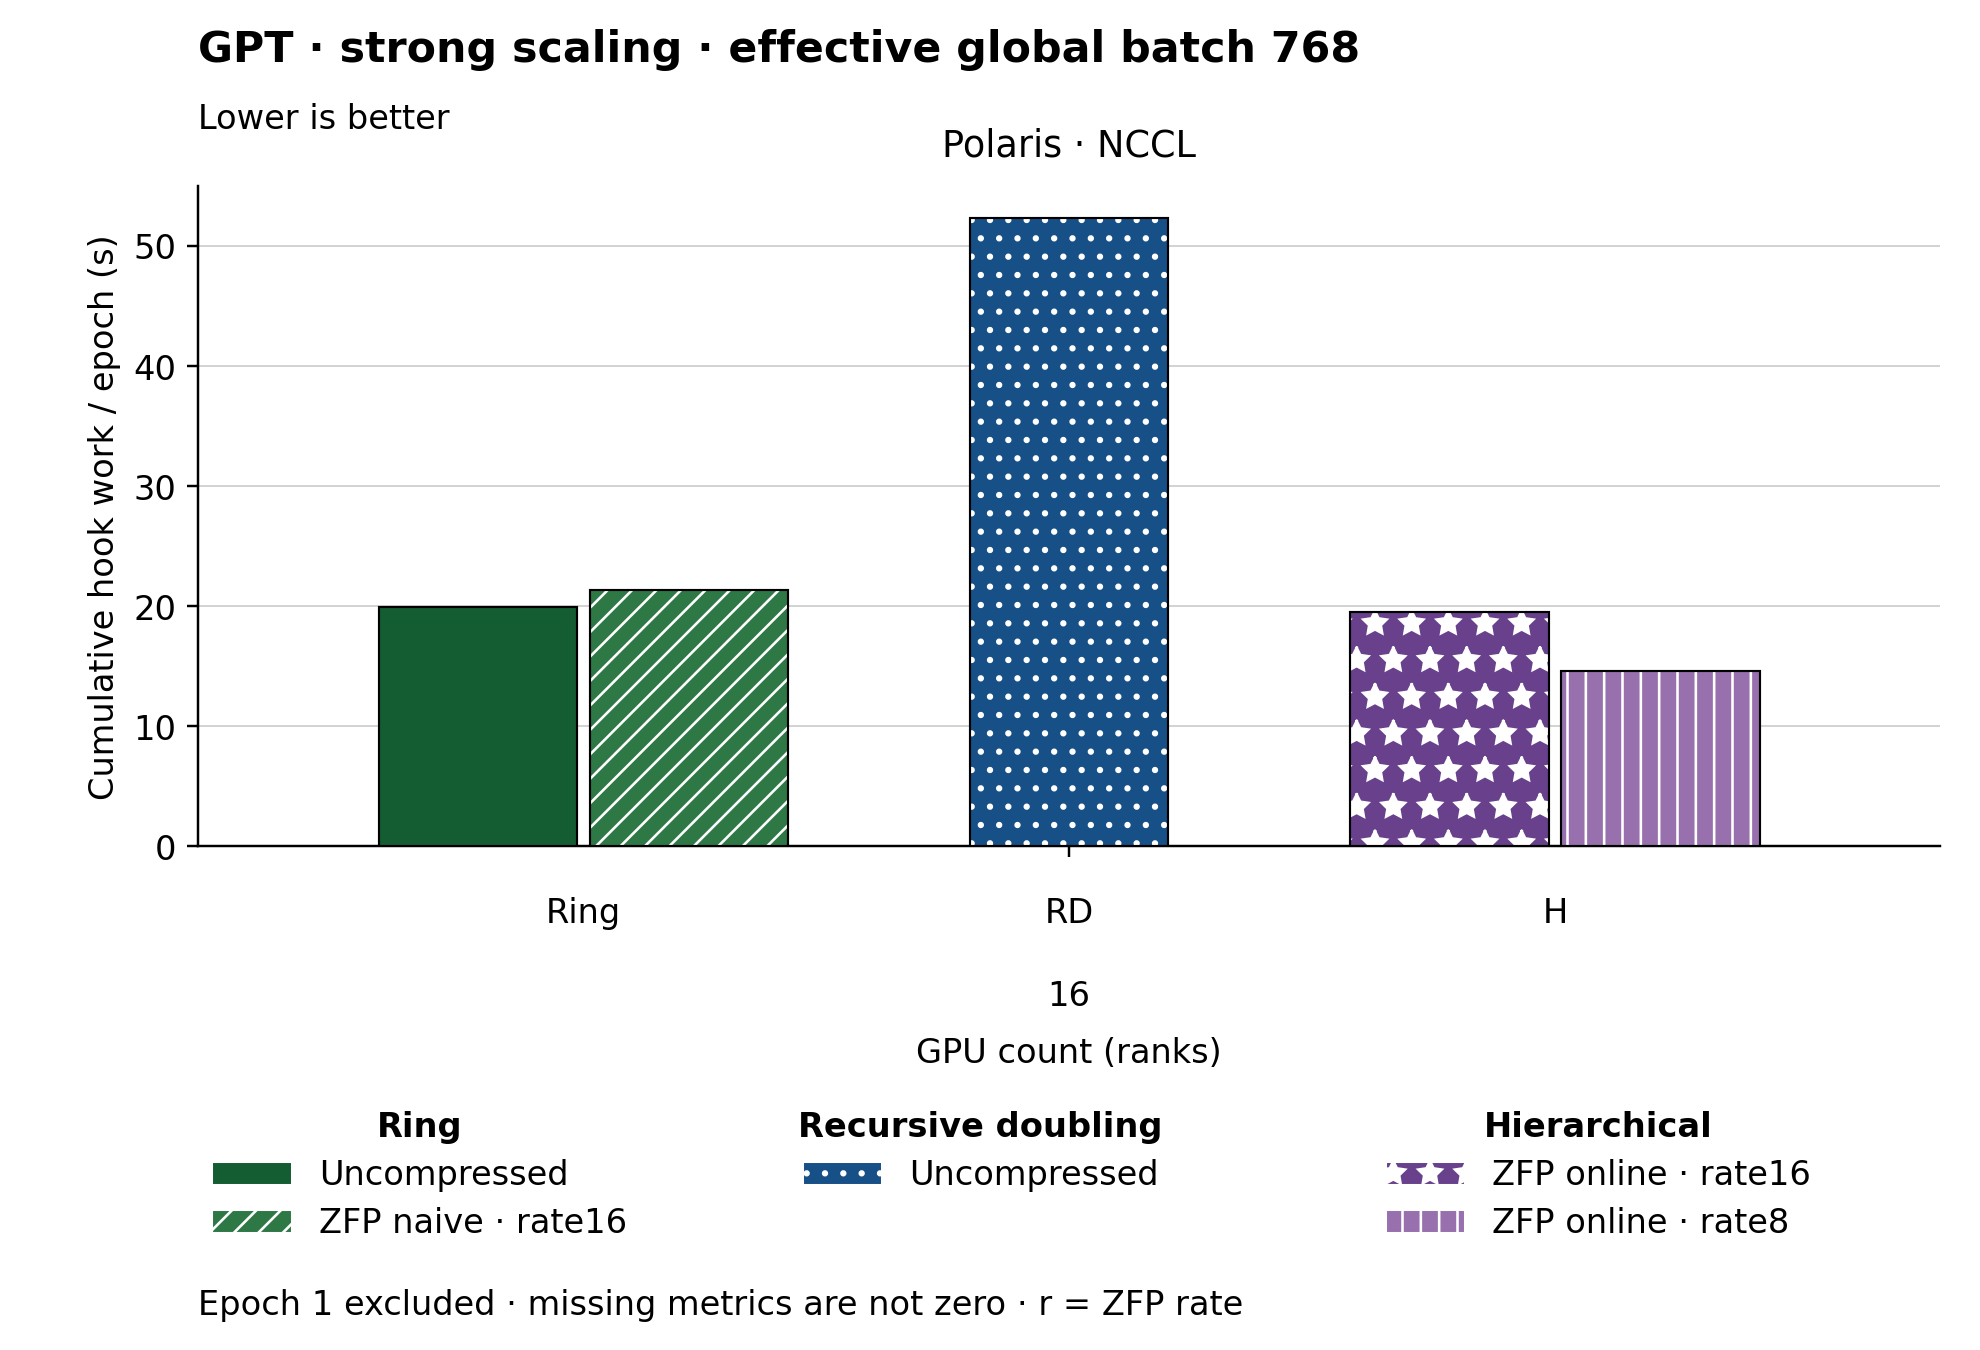 GPT · strong scaling · effective global batch 768
Lower is better
Polaris · NCCL
Cumulative hook work / epoch (s)
50
40
30
20
10
0
Ring RD H
16
GPU count (ranks)
Ring Recursive doubling Hierarchical
Uncompressed Uncompressed ZFP online · rate16
ZFP naive · rate16 ZFP online · rate8
Epoch 1 excluded · missing metrics are not zero · r = ZFP rate